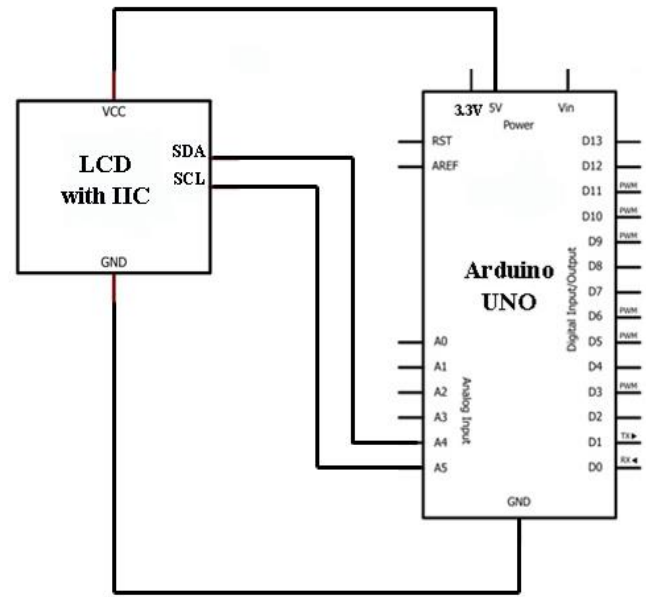 VCC
LCD
with IIC
SDA
SCL
GND
3.3V
5V
Vin
Power
RST
AREF
Arduino
UNO
A0
A1
A2
A3
A4
A5
Analog Input
D13
D12
D11 PWM
D10 PWM
D9 PWM
D8
D7
D6 PWM
D5 PWM
D4
D3 PWM
D2
D1 TX▶
D0 RX◀
Digital Input/Output
GND